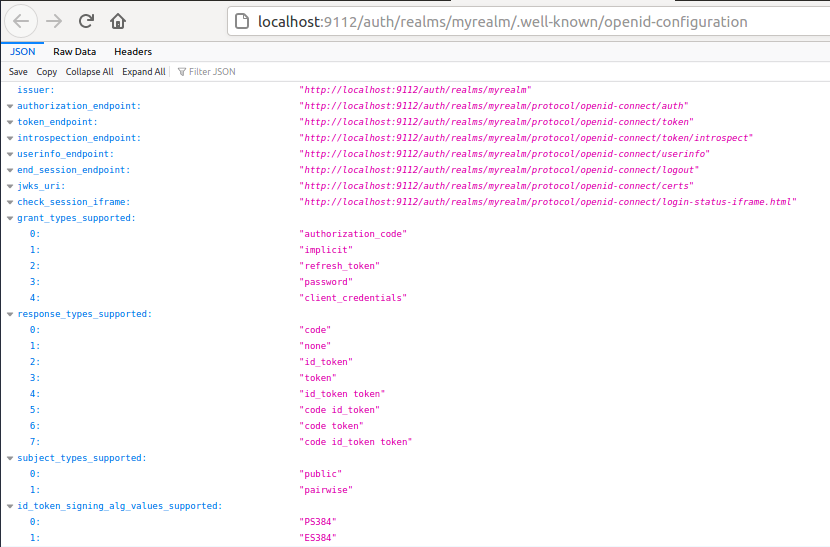 localhost:9112/auth/realms/myrealm/.well-known/openid-configuration
JSON Raw Data Headers
Save Copy Collapse All Expand All Filter JSON
issuer: "http://localhost:9112/auth/realms/myrealm"
authorization_endpoint: "http://localhost:9112/auth/realms/myrealm/protocol/openid-connect/auth"
token_endpoint: "http://localhost:9112/auth/realms/myrealm/protocol/openid-connect/token"
introspection_endpoint: "http://localhost:9112/auth/realms/myrealm/protocol/openid-connect/token/introspect"
userinfo_endpoint: "http://localhost:9112/auth/realms/myrealm/protocol/openid-connect/userinfo"
end_session_endpoint: "http://localhost:9112/auth/realms/myrealm/protocol/openid-connect/logout"
jwks_uri: "http://localhost:9112/auth/realms/myrealm/protocol/openid-connect/certs"
check_session_iframe: "http://localhost:9112/auth/realms/myrealm/protocol/openid-connect/login-status-iframe.html"
grant_types_supported:
0: "authorization_code"
1: "implicit"
2: "refresh_token"
3: "password"
4: "client_credentials"
response_types_supported:
0: "code"
1: "none"
2: "id_token"
3: "token"
4: "id_token token"
5: "code id_token"
6: "code token"
7: "code id_token token"
subject_types_supported:
0: "public"
1: "pairwise"
id_token_signing_alg_values_supported:
0: "PS384"
1: "ES384"